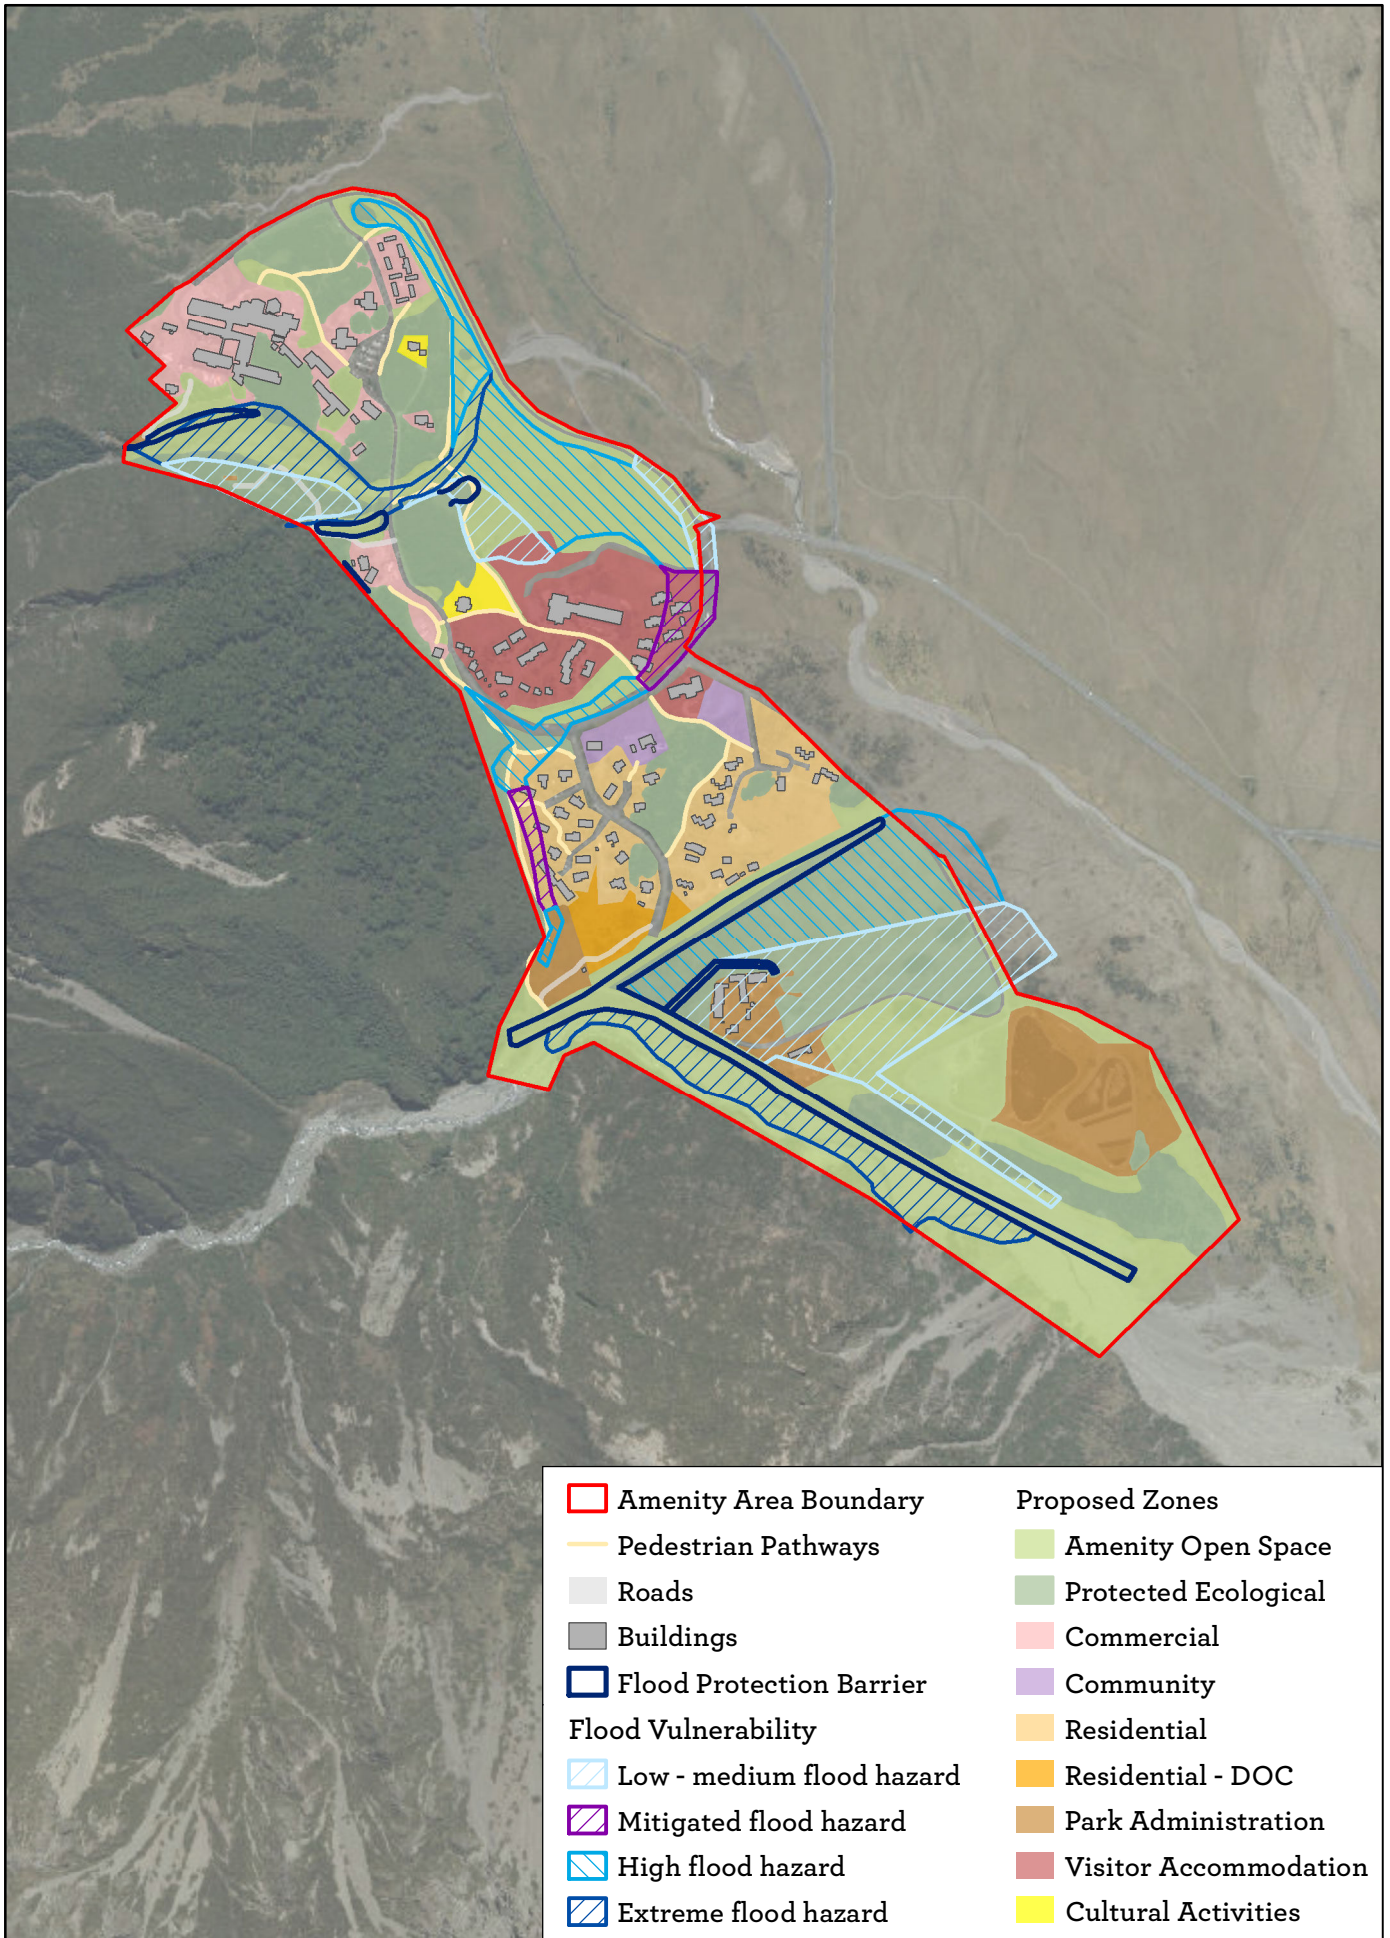 Amenity Area Boundary
Pedestrian Pathways
Roads
Buildings
Flood Protection Barrier
Flood Vulnerability
Low - medium flood hazard
Mitigated flood hazard
High flood hazard
Extreme flood hazard
Proposed Zones
Amenity Open Space
Protected Ecological
Commercial
Community
Residential
Residential - DOC
Park Administration
Visitor Accommodation
Cultural Activities